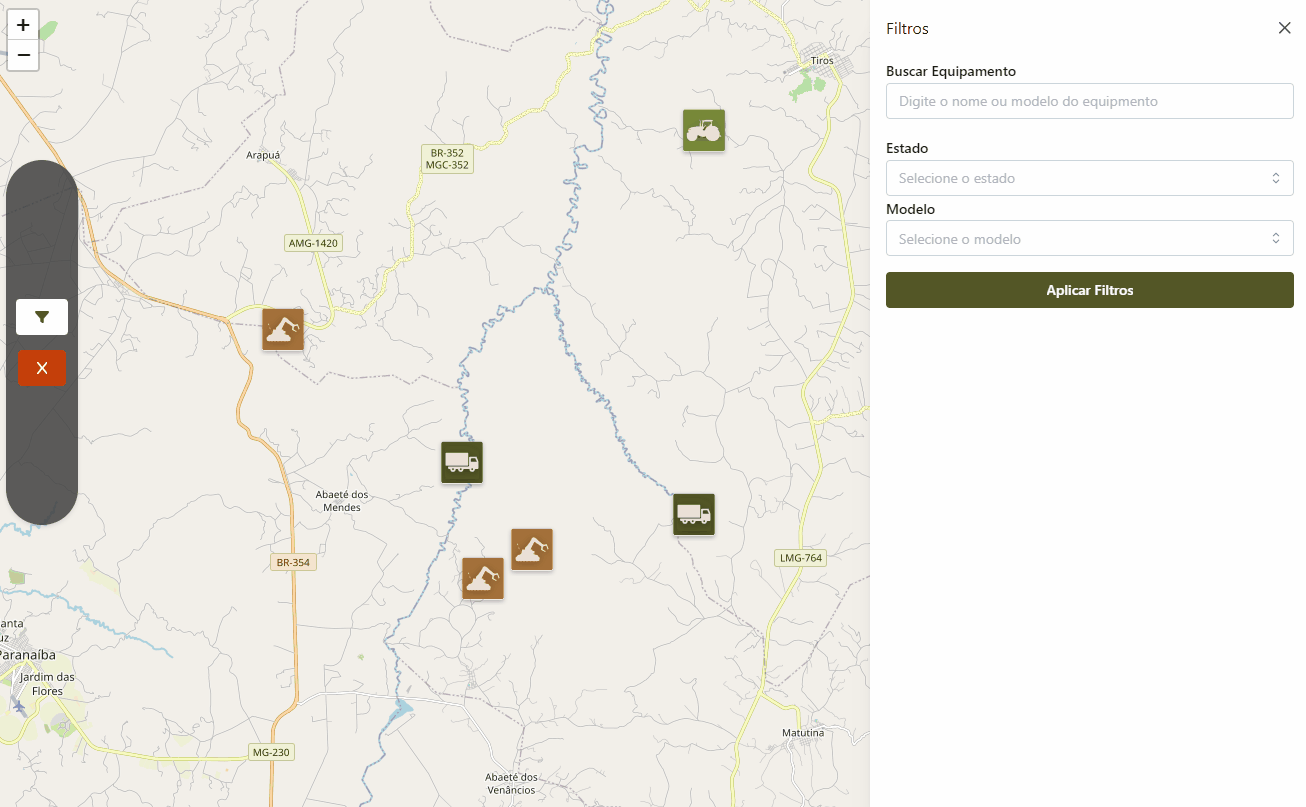 +
−
Tiros
Arapuá
BR-352
MGC-352
AMG-1420
X
Abaeté dos
Mendes
BR-354
LMG-764
anta
uz
Paranaíba
Jardim das
Flores
MG-230
Matutina
Abaeté dos
Venâncios
Filtros
Buscar Equipamento
Digite o nome ou modelo do equipmento
Estado
Selecione o estado
Modelo
Selecione o modelo
Aplicar Filtros